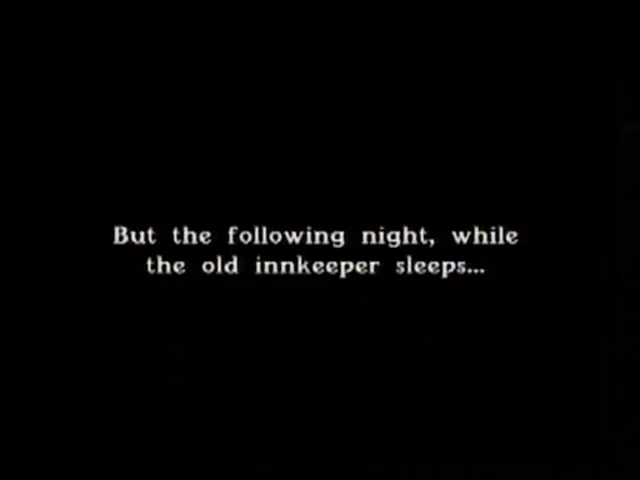 But the following night, while
the old innkeeper sleeps...